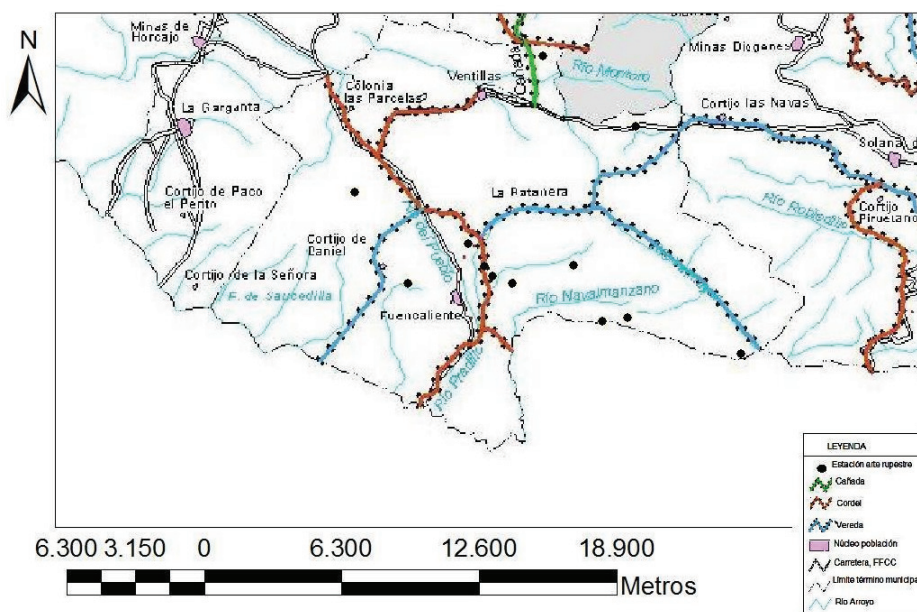 Minas de
Horcajo
N
Minas Diogenes
Río Montoro
Cañada
Ventillas
Colonia
las Parcelas
La Garganta
Cortijo las Navas
Solana d
La Batanera
Cortijo de Paco
el Perito
Río Robledillo
Cortijo
Piruetano
Cortijo de
Daniel
Cortijo de la Señora
F. de Saucedilla
Río Navalmanzano
Fuencaliente
Río Pradillo
LEYENDA
Estación arte rupestre
Cañada
Cordel
Vereda
Núcleo población
Carretera, FFCC
Límite término municipa
Río Arroyo
6.300 3.150 0 6.300 12.600 18.900
Metros